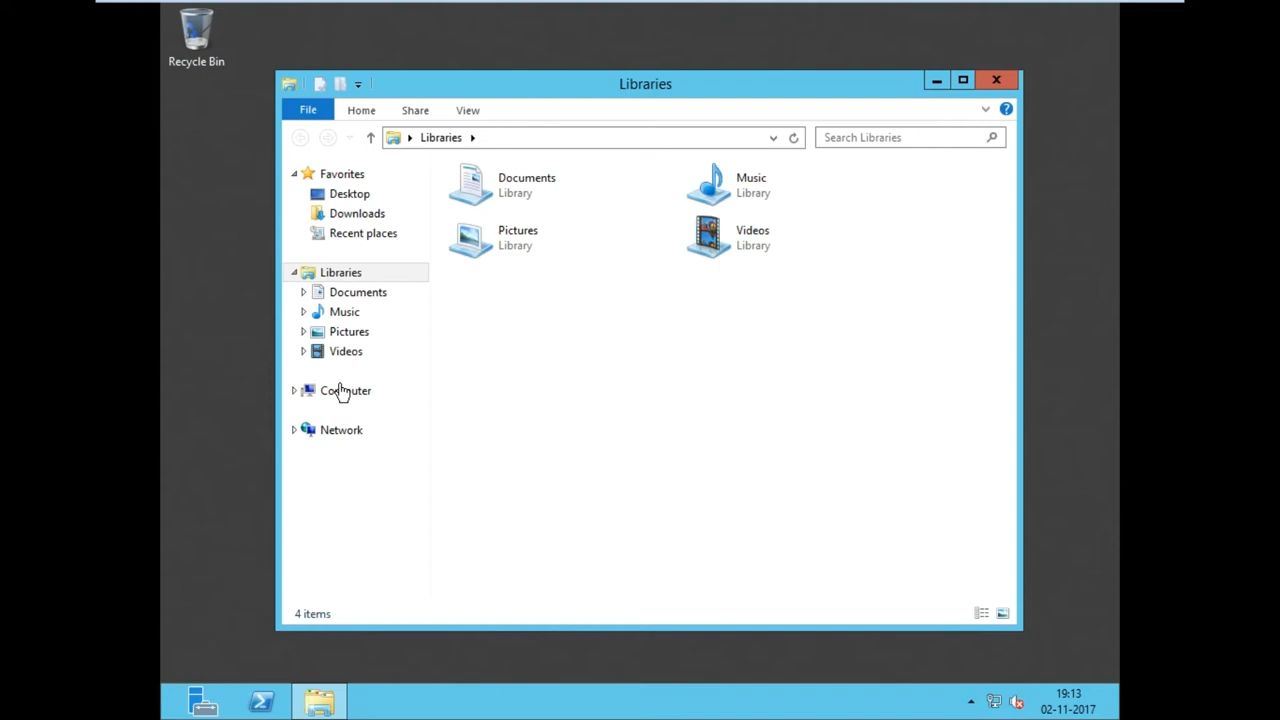 Recycle Bin
Libraries
File
Home
Share
View
Libraries
Search Libraries
Favorites
Desktop
Downloads
Recent places
Libraries
Documents
Music
Pictures
Videos
Computer
Network
Documents
Library
Music
Library
Pictures
Library
Videos
Library
4 items
19:13
02-11-2017